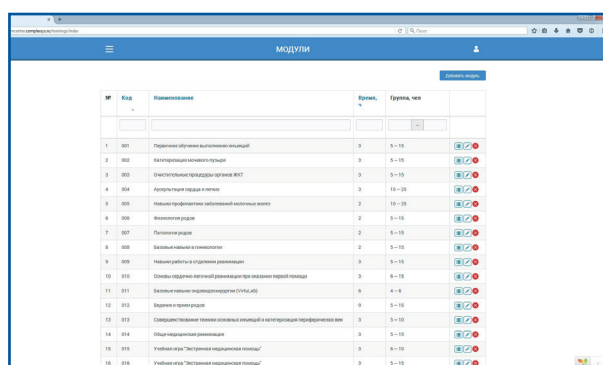 МОДУЛИ
Добавить модуль
№ Код Наименование Время, ч Группа, чел
1 001 Первичное обучение выполнению инъекций 3 5 – 15
2 002 Катетеризация мочевого пузыря 3 5 – 15
3 003 Очистительные процедуры органов ЖКТ 3 5 – 15
4 004 Аускультация сердца и легких 3 10 – 20
5 005 Навыки профилактики заболеваний молочных желез 2 10 – 20
6 006 Физиология родов 2 5 – 15
7 007 Патология родов 2 5 – 15
8 008 Базовые навыки в гинекологии 2 5 – 15
9 009 Навыки работы в отделении реанимации 3 5 – 15
10 010 Основы сердечно-легочной реанимации при оказании первой помощи 3 6 – 15
11 011 Базовые навыки эндовидеохирургии (VirtuLab) 6 4 – 6
12 012 Ведение и прием родов 9 5 – 15
13 013 Совершенствование техники основных инъекций и катетеризация периферических вен 3 5 – 10
14 014 Общая медицинская реанимация 3 5 – 15
15 015 Учебная игра "Экстренная медицинская помощь" 3 6 – 10
16 016 Учебная игра "Экстренная медицинская помощь" 3 5 – 15